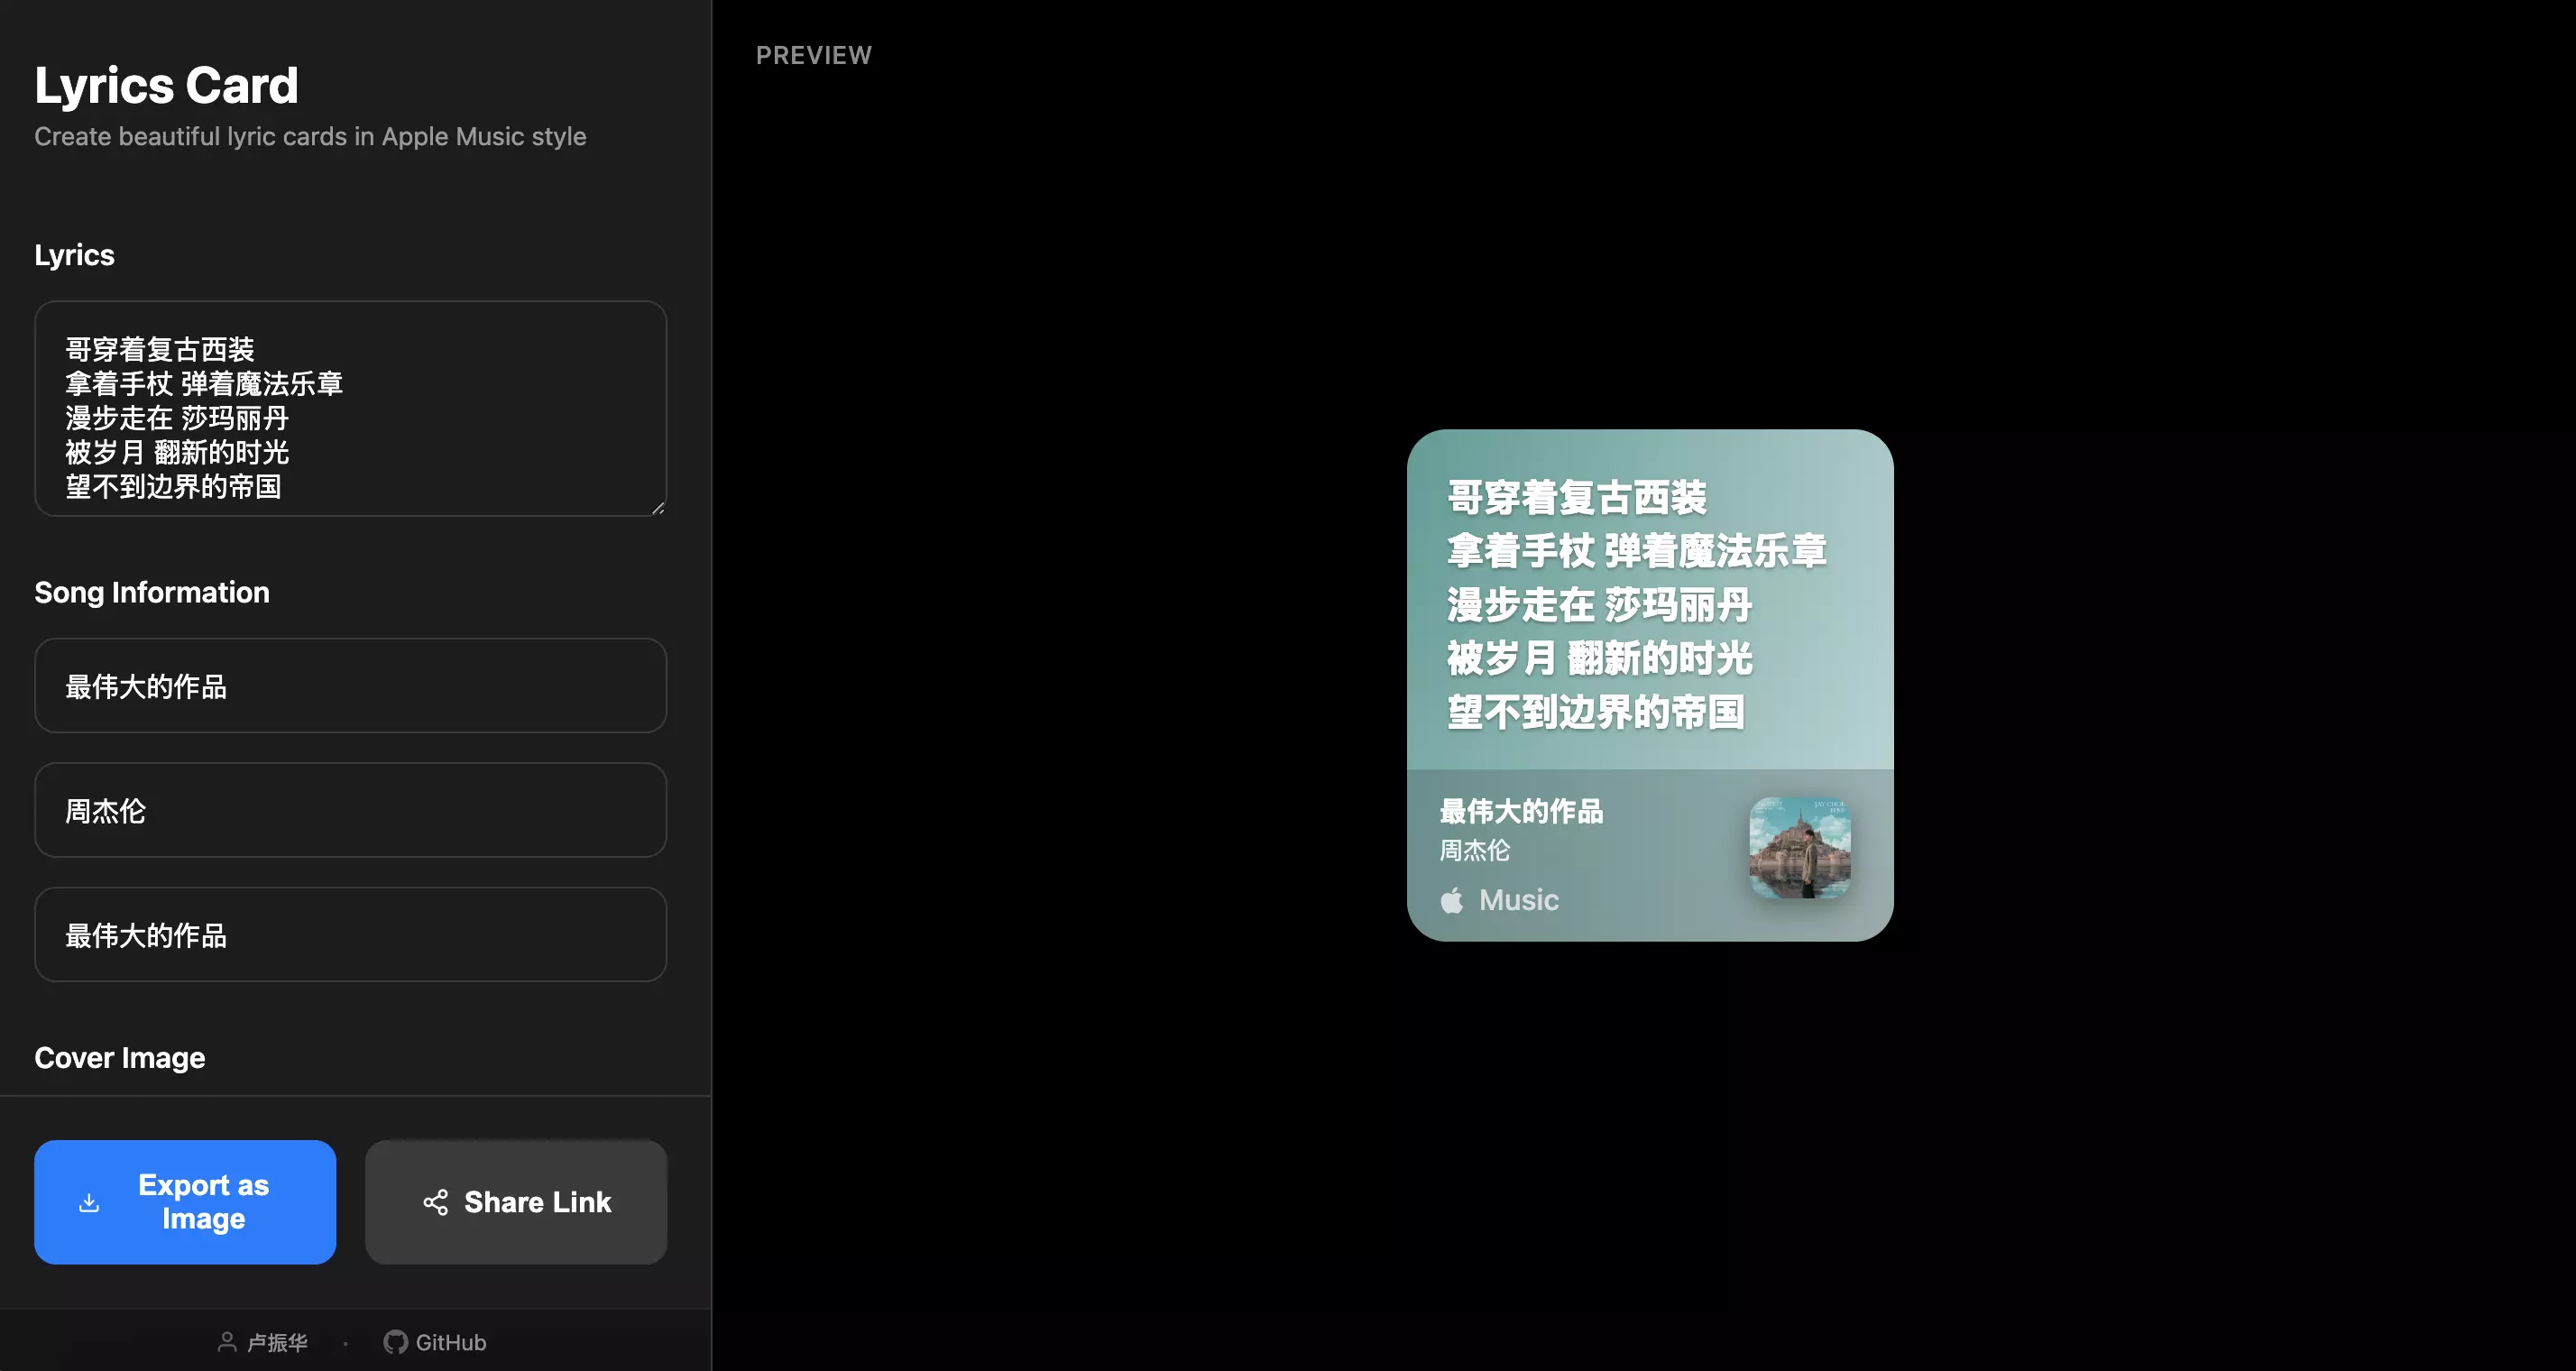 Lyrics Card
Create beautiful lyric cards in Apple Music style
Lyrics
哥穿着复古西装
拿着手杖 弹着魔法乐章
漫步走在 莎玛丽丹
被岁月 翻新的时光
望不到边界的帝国
Song Information
最伟大的作品
周杰伦
最伟大的作品
Cover Image
Export as
Image
Share Link
卢振华
·
GitHub
PREVIEW
哥穿着复古西装
拿着手杖 弹着魔法乐章
漫步走在 莎玛丽丹
被岁月 翻新的时光
望不到边界的帝国
最伟大的作品
周杰伦
Music
JAY CHOU